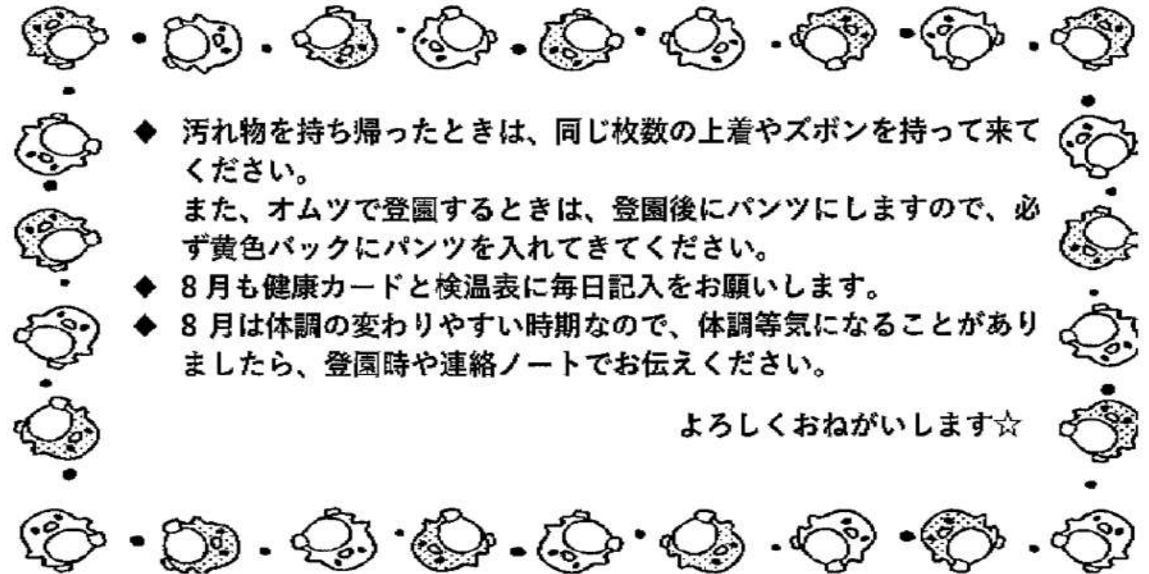 ◆ 汚れ物を持ち帰ったときは、同じ枚数の上着やズボンを持って来て
ください。
また、オムツで登園するときは、登園後にパンツにしますので、必
ず黄色バックにパンツを入れてきてください。
◆ 8月も健康カードと検温表に毎日記入をお願いします。
◆ 8月は体調の変わりやすい時期なので、体調等気になることがあり
ましたら、登園時や連絡ノートでお伝えください。
よろしくおねがいします☆